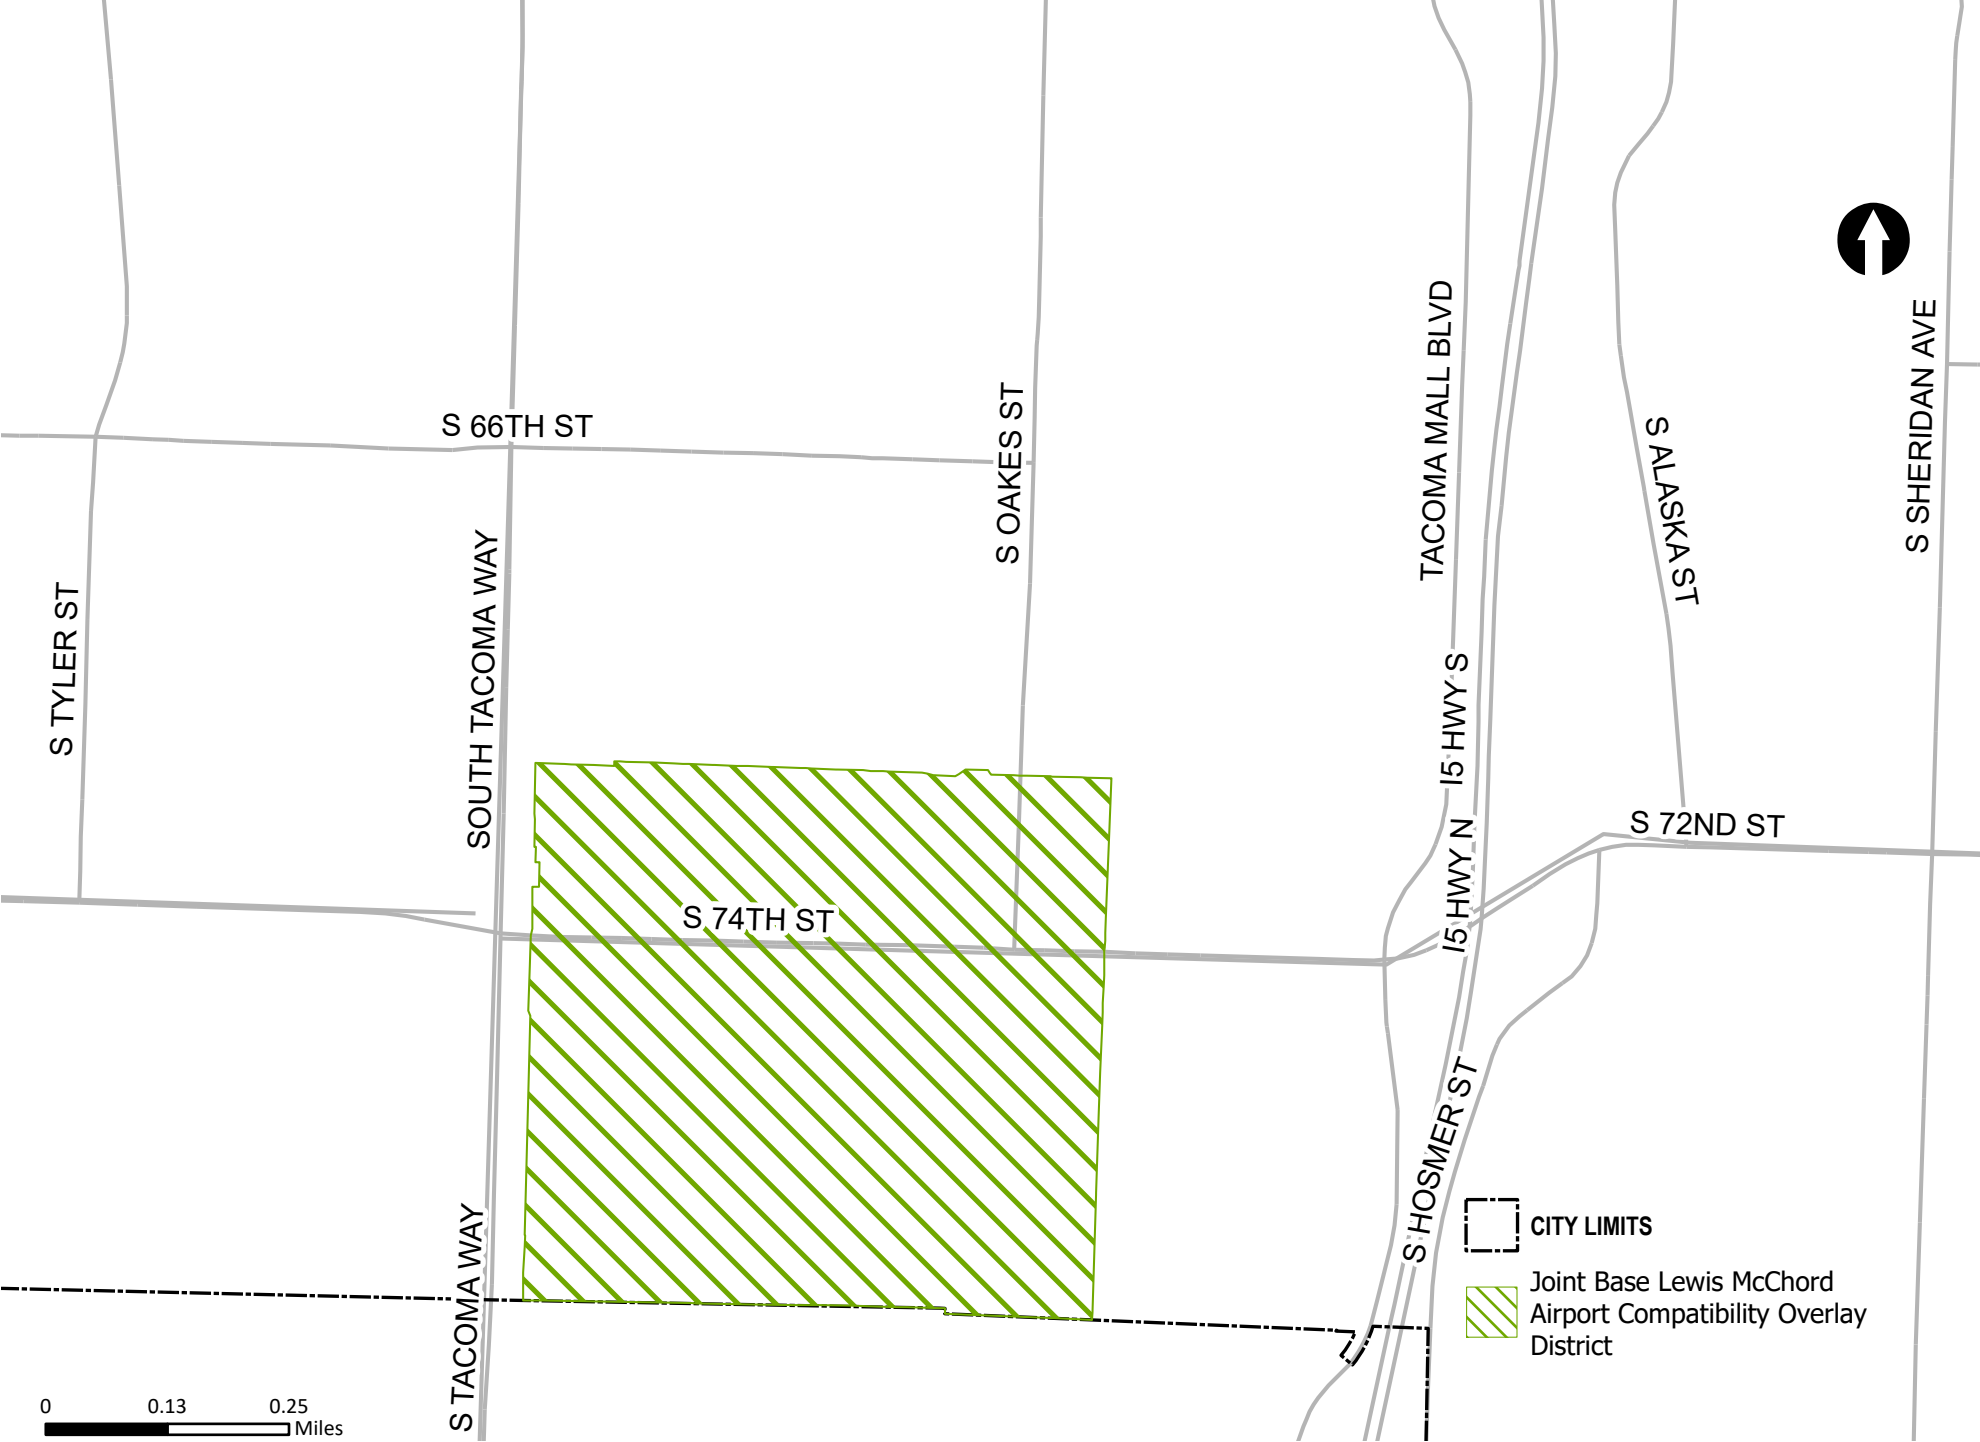 S 66TH ST
S OAKES ST
TACOMA MALL BLVD
S SHERIDAN AVE
S ALASKA ST
S TYLER ST
SOUTH TACOMA WAY
I5 HWY S
I5 HWY N
S 72ND ST
S 74TH ST
S HOSMER ST
S TACOMA WAY
CITY LIMITS
Joint Base Lewis McChord
Airport Compatibility Overlay
District
0 0.13 0.25
Miles